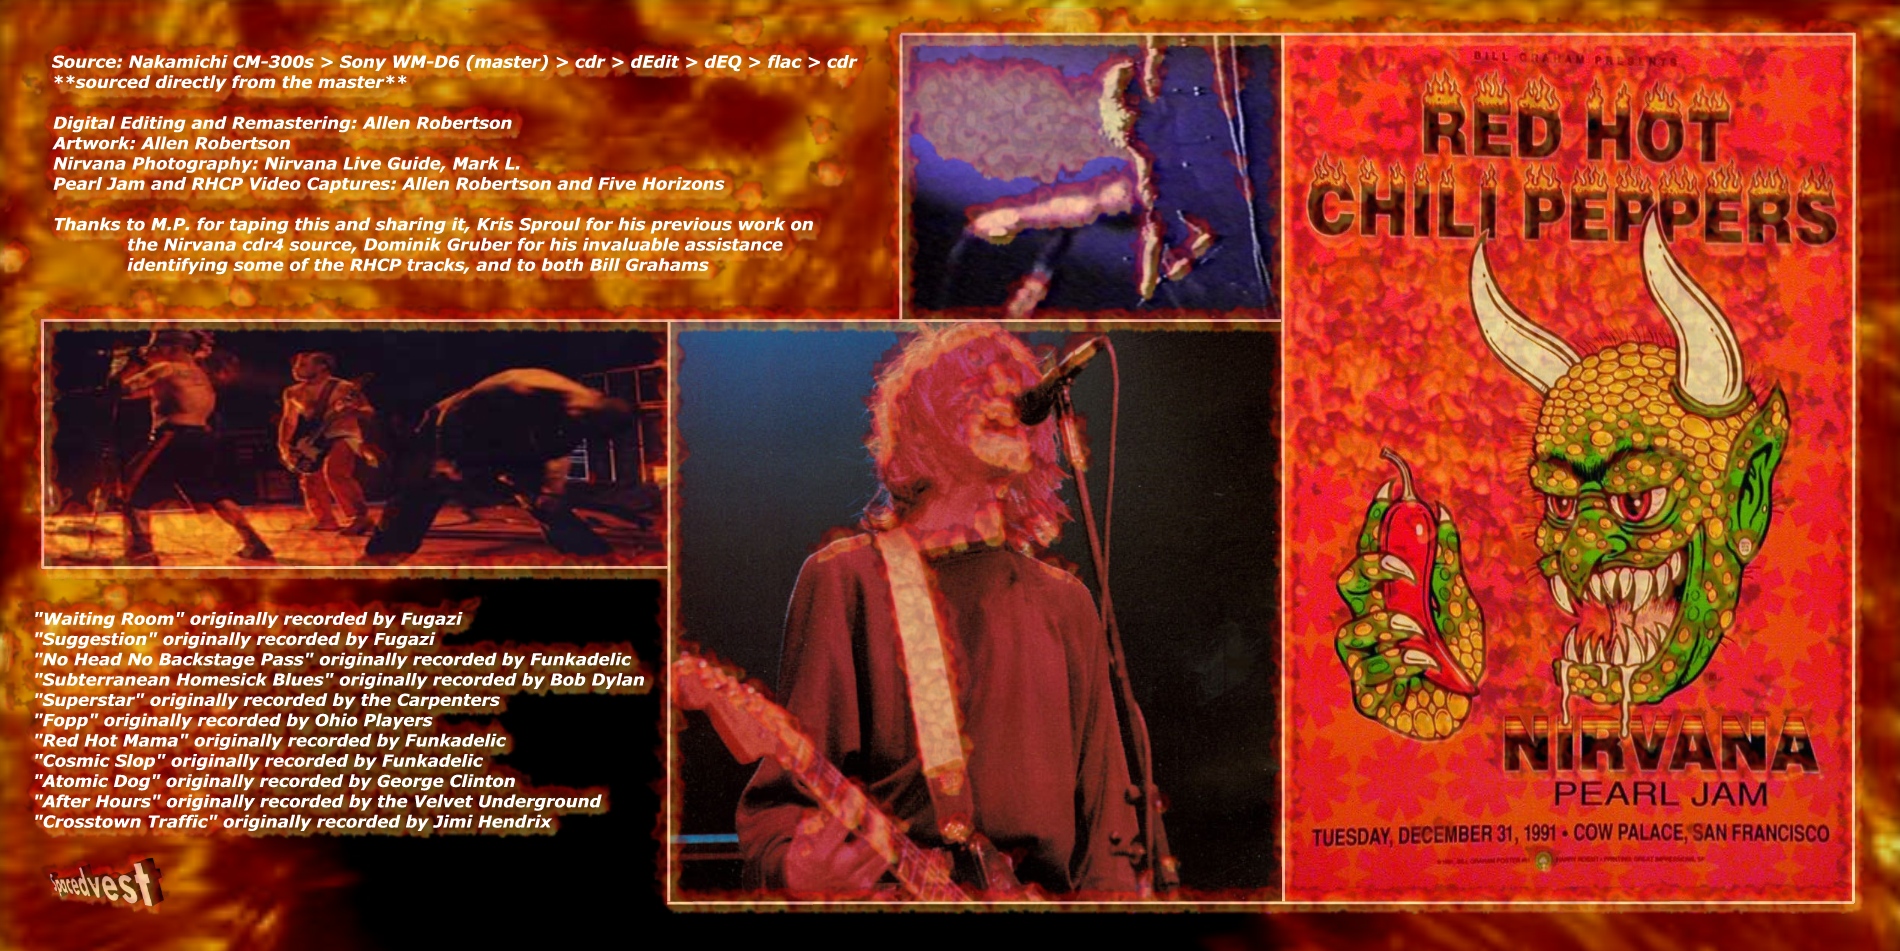 Source: Nakamichi CM-300s > Sony WM-D6 (master) > cdr > dEdit > dEQ > flac > cdr
**sourced directly from the master**
Digital Editing and Remastering: Allen Robertson
Artwork: Allen Robertson
Nirvana Photography: Nirvana Live Guide, Mark L.
Pearl Jam and RHCP Video Captures: Allen Robertson and Five Horizons
Thanks to M.P. for taping this and sharing it, Kris Sproul for his previous work on
the Nirvana cdr4 source, Dominik Gruber for his invaluable assistance
identifying some of the RHCP tracks, and to both Bill Grahams
"Waiting Room" originally recorded by Fugazi
"Suggestion" originally recorded by Fugazi
"No Head No Backstage Pass" originally recorded by Funkadelic
"Subterranean Homesick Blues" originally recorded by Bob Dylan
"Superstar" originally recorded by the Carpenters
"Fopp" originally recorded by Ohio Players
"Red Hot Mama" originally recorded by Funkadelic
"Cosmic Slop" originally recorded by Funkadelic
"Atomic Dog" originally recorded by George Clinton
"After Hours" originally recorded by the Velvet Underground
"Crosstown Traffic" originally recorded by Jimi Hendrix
Spacedvest
BILL GRAHAM PRESENTS
RED HOT
CHILI PEPPERS
NIRVANA
PEARL JAM
TUESDAY, DECEMBER 31, 1991 • COW PALACE, SAN FRANCISCO